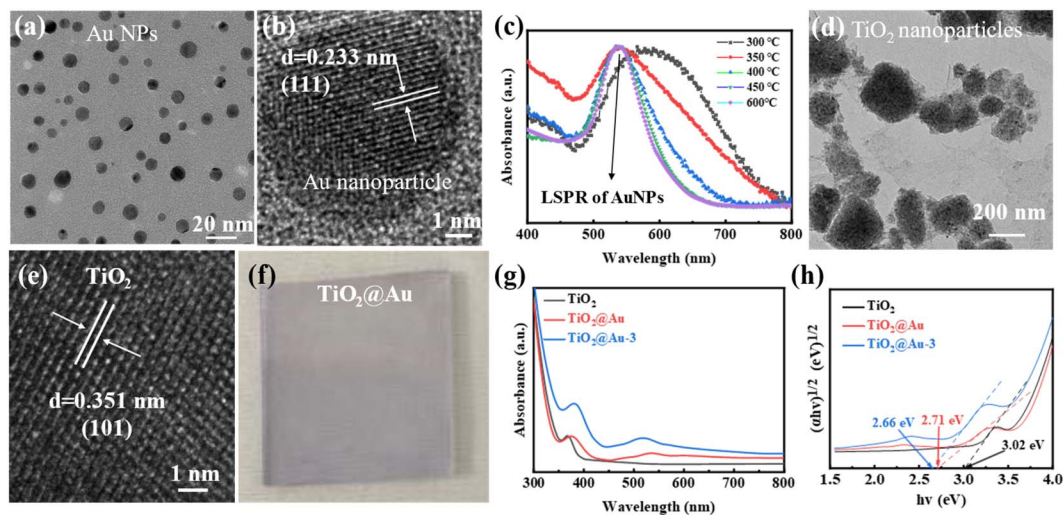 (a)
Au NPs
20 nm
(b)
d=0.233 nm
(111)
Au nanoparticle
1 nm
(c)
Absorbance (a.u.)
300 °C
350 °C
400 °C
450 °C
600°C
LSPR of AuNPs
400 450 500 550 600 650 700 750 800
Wavelength (nm)
(d)
TiO₂ nanoparticles
200 nm
(e)
TiO₂
d=0.351 nm
(101)
1 nm
(f)
TiO₂@Au
(g)
Absorbance (a.u.)
TiO₂
TiO₂@Au
TiO₂@Au-3
300 400 500 600 700 800
Wavelength (nm)
(h)
(αhν)¹/² (eV)¹/²
TiO₂
TiO₂@Au
TiO₂@Au-3
2.66 eV
2.71 eV
3.02 eV
1.5 2.0 2.5 3.0 3.5 4.0
hν (eV)